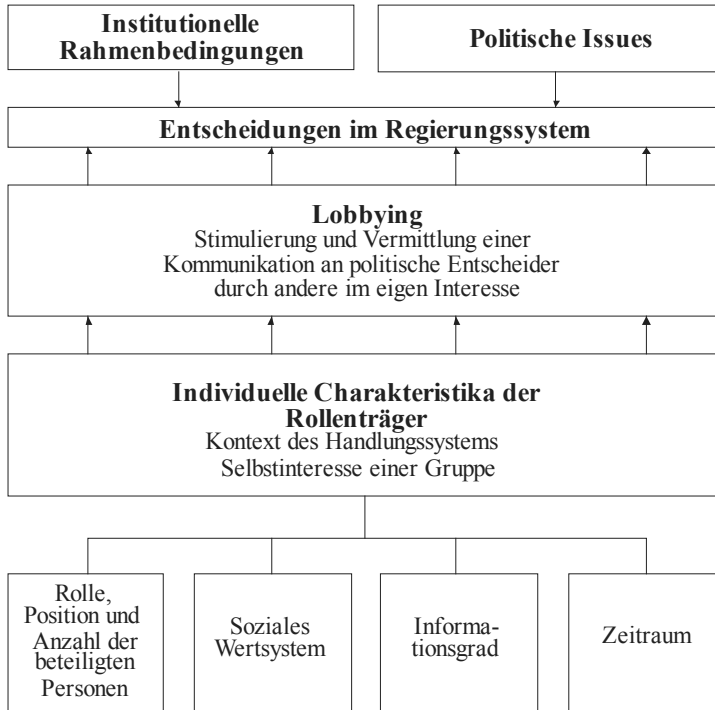 Institutionelle
Rahmenbedingungen
Politische Issues
Entscheidungen im Regierungssystem
Lobbying
Stimulierung und Vermittlung einer
Kommunikation an politische Entscheider
durch andere im eigen Interesse
Individuelle Charakteristika der
Rollenträger
Kontext des Handlungssystems
Selbstinteresse einer Gruppe
Rolle,
Position und
Anzahl der
beteiligten
Personen
Soziales
Wertsystem
Informa-
tionsgrad
Zeitraum